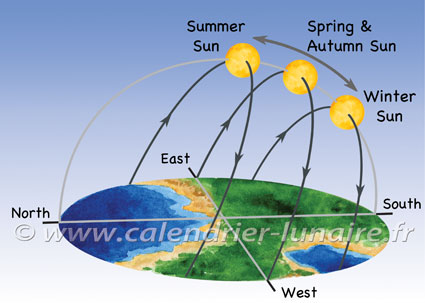 Summer
Sun
Spring &
Autumn Sun
Winter
Sun
East
North
South
© www.calendrier-lunaire.fr
West